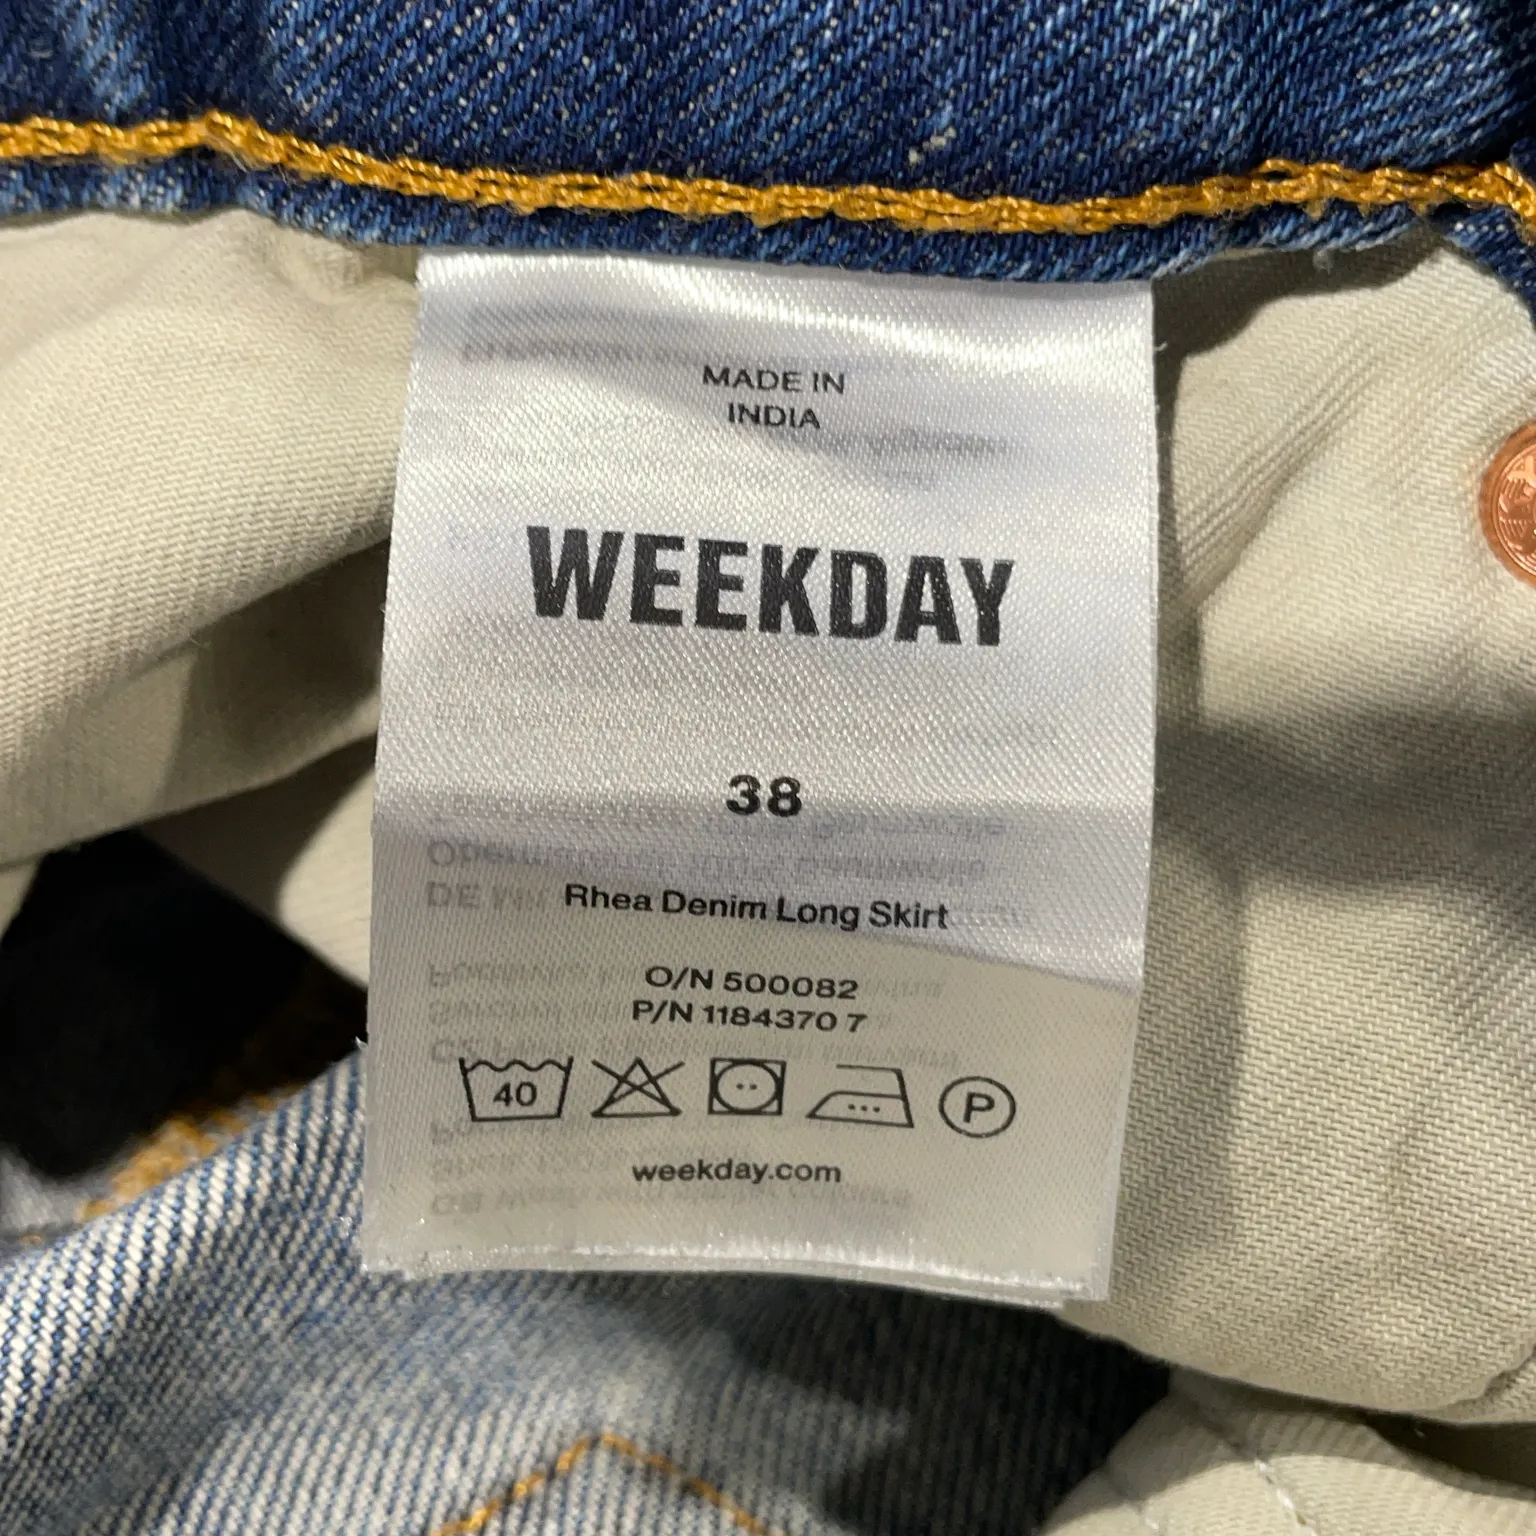 MADE IN
INDIA
WEEKDAY
38
Rhea Denim Long Skirt
O/N 500082
P/N 1184370 7
40
P
weekday.com